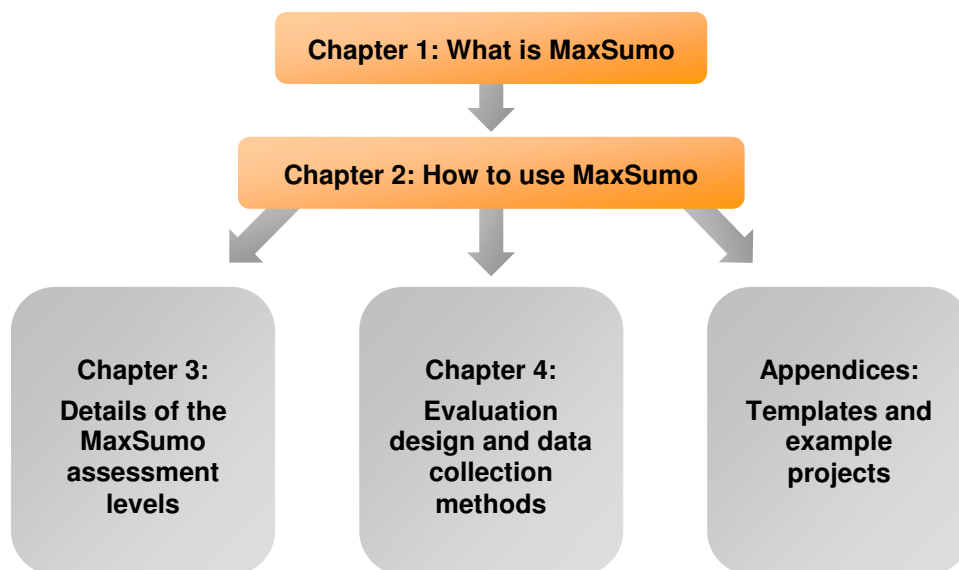 Chapter 1: What is MaxSumo
Chapter 2: How to use MaxSumo
Chapter 3:
Details of the
MaxSumo
assessment
levels
Chapter 4:
Evaluation
design and data
collection
methods
Appendices:
Templates and
example
projects